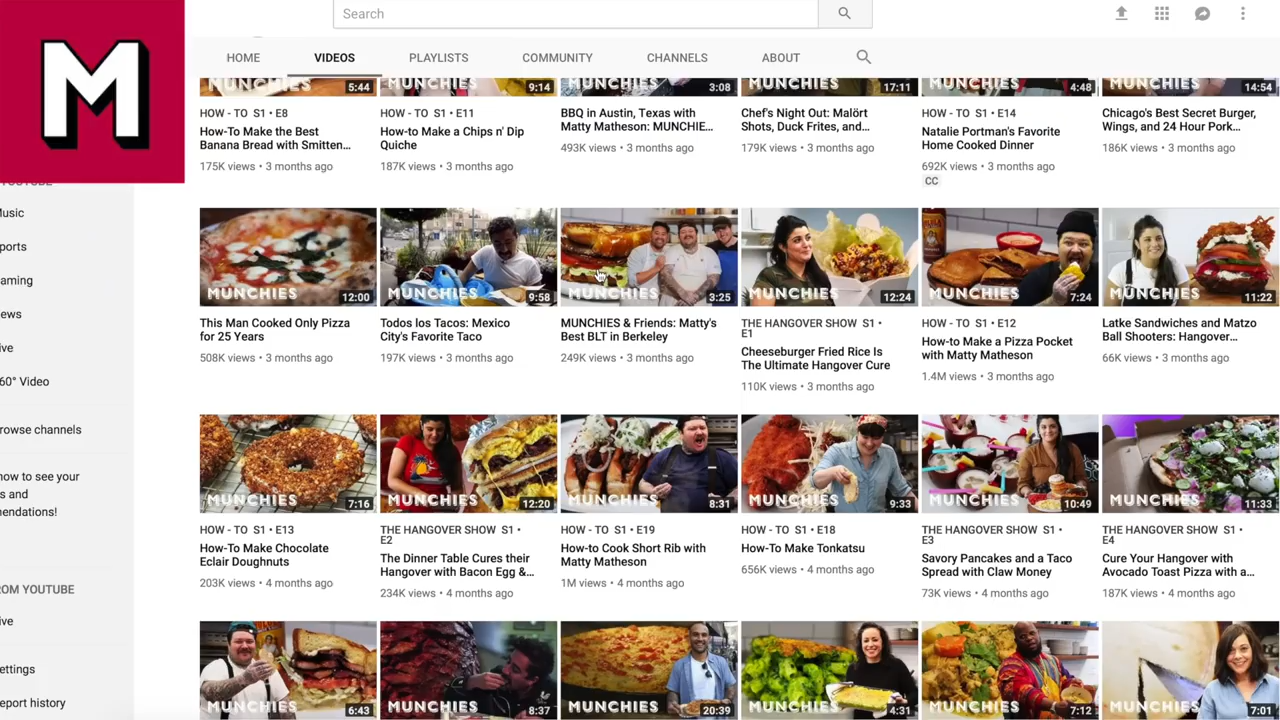 M
Search
HOME VIDEOS PLAYLISTS COMMUNITY CHANNELS ABOUT
MUNCHIES 5:44 MUNCHIES 9:14 MUNCHIES 3:08 MUNCHIES 17:11 MUNCHIES 4:48 MUNCHIES 14:54
HOW - TO S1 • E8
How-To Make the Best
Banana Bread with Smitten...
175K views • 3 months ago
HOW - TO S1 • E11
How-to Make a Chips n' Dip
Quiche
187K views • 3 months ago
BBQ in Austin, Texas with
Matty Matheson: MUNCHIE...
493K views • 3 months ago
Chef's Night Out: Malört
Shots, Duck Frites, and...
179K views • 3 months ago
HOW - TO S1 • E14
Natalie Portman's Favorite
Home Cooked Dinner
692K views • 3 months ago
CC
Chicago's Best Secret Burger,
Wings, and 24 Hour Pork...
186K views • 3 months ago
YOUTUBE
Music
ports
aming
ews
ive
60° Video
rowse channels
now to see your
s and
mendations!
ROM YOUTUBE
ive
ettings
eport history
MUNCHIES 12:00 MUNCHIES 9:58 MUNCHIES 3:25 MUNCHIES 12:24 MUNCHIES 7:24 MUNCHIES 11:22
This Man Cooked Only Pizza
for 25 Years
508K views • 3 months ago
Todos los Tacos: Mexico
City's Favorite Taco
197K views • 3 months ago
MUNCHIES & Friends: Matty's
Best BLT in Berkeley
249K views • 3 months ago
THE HANGOVER SHOW S1 •
E1
Cheeseburger Fried Rice Is
The Ultimate Hangover Cure
110K views • 3 months ago
HOW - TO S1 • E12
How-to Make a Pizza Pocket
with Matty Matheson
1.4M views • 3 months ago
Latke Sandwiches and Matzo
Ball Shooters: Hangover...
66K views • 3 months ago
MUNCHIES 7:16 MUNCHIES 12:20 MUNCHIES 8:31 MUNCHIES 9:33 MUNCHIES 10:49 MUNCHIES 11:33
HOW - TO S1 • E13
How-To Make Chocolate
Eclair Doughnuts
203K views • 4 months ago
THE HANGOVER SHOW S1 •
E2
The Dinner Table Cures their
Hangover with Bacon Egg &...
234K views • 4 months ago
HOW - TO S1 • E19
How-to Cook Short Rib with
Matty Matheson
1M views • 4 months ago
HOW - TO S1 • E18
How-To Make Tonkatsu
656K views • 4 months ago
THE HANGOVER SHOW S1 •
E3
Savory Pancakes and a Taco
Spread with Claw Money
73K views • 4 months ago
THE HANGOVER SHOW S1 •
E4
Cure Your Hangover with
Avocado Toast Pizza with a...
187K views • 4 months ago
MUNCHIES 6:43 MUNCHIES 8:37 MUNCHIES 20:39 MUNCHIES 4:31 MUNCHIES 7:12 MUNCHIES 7:01